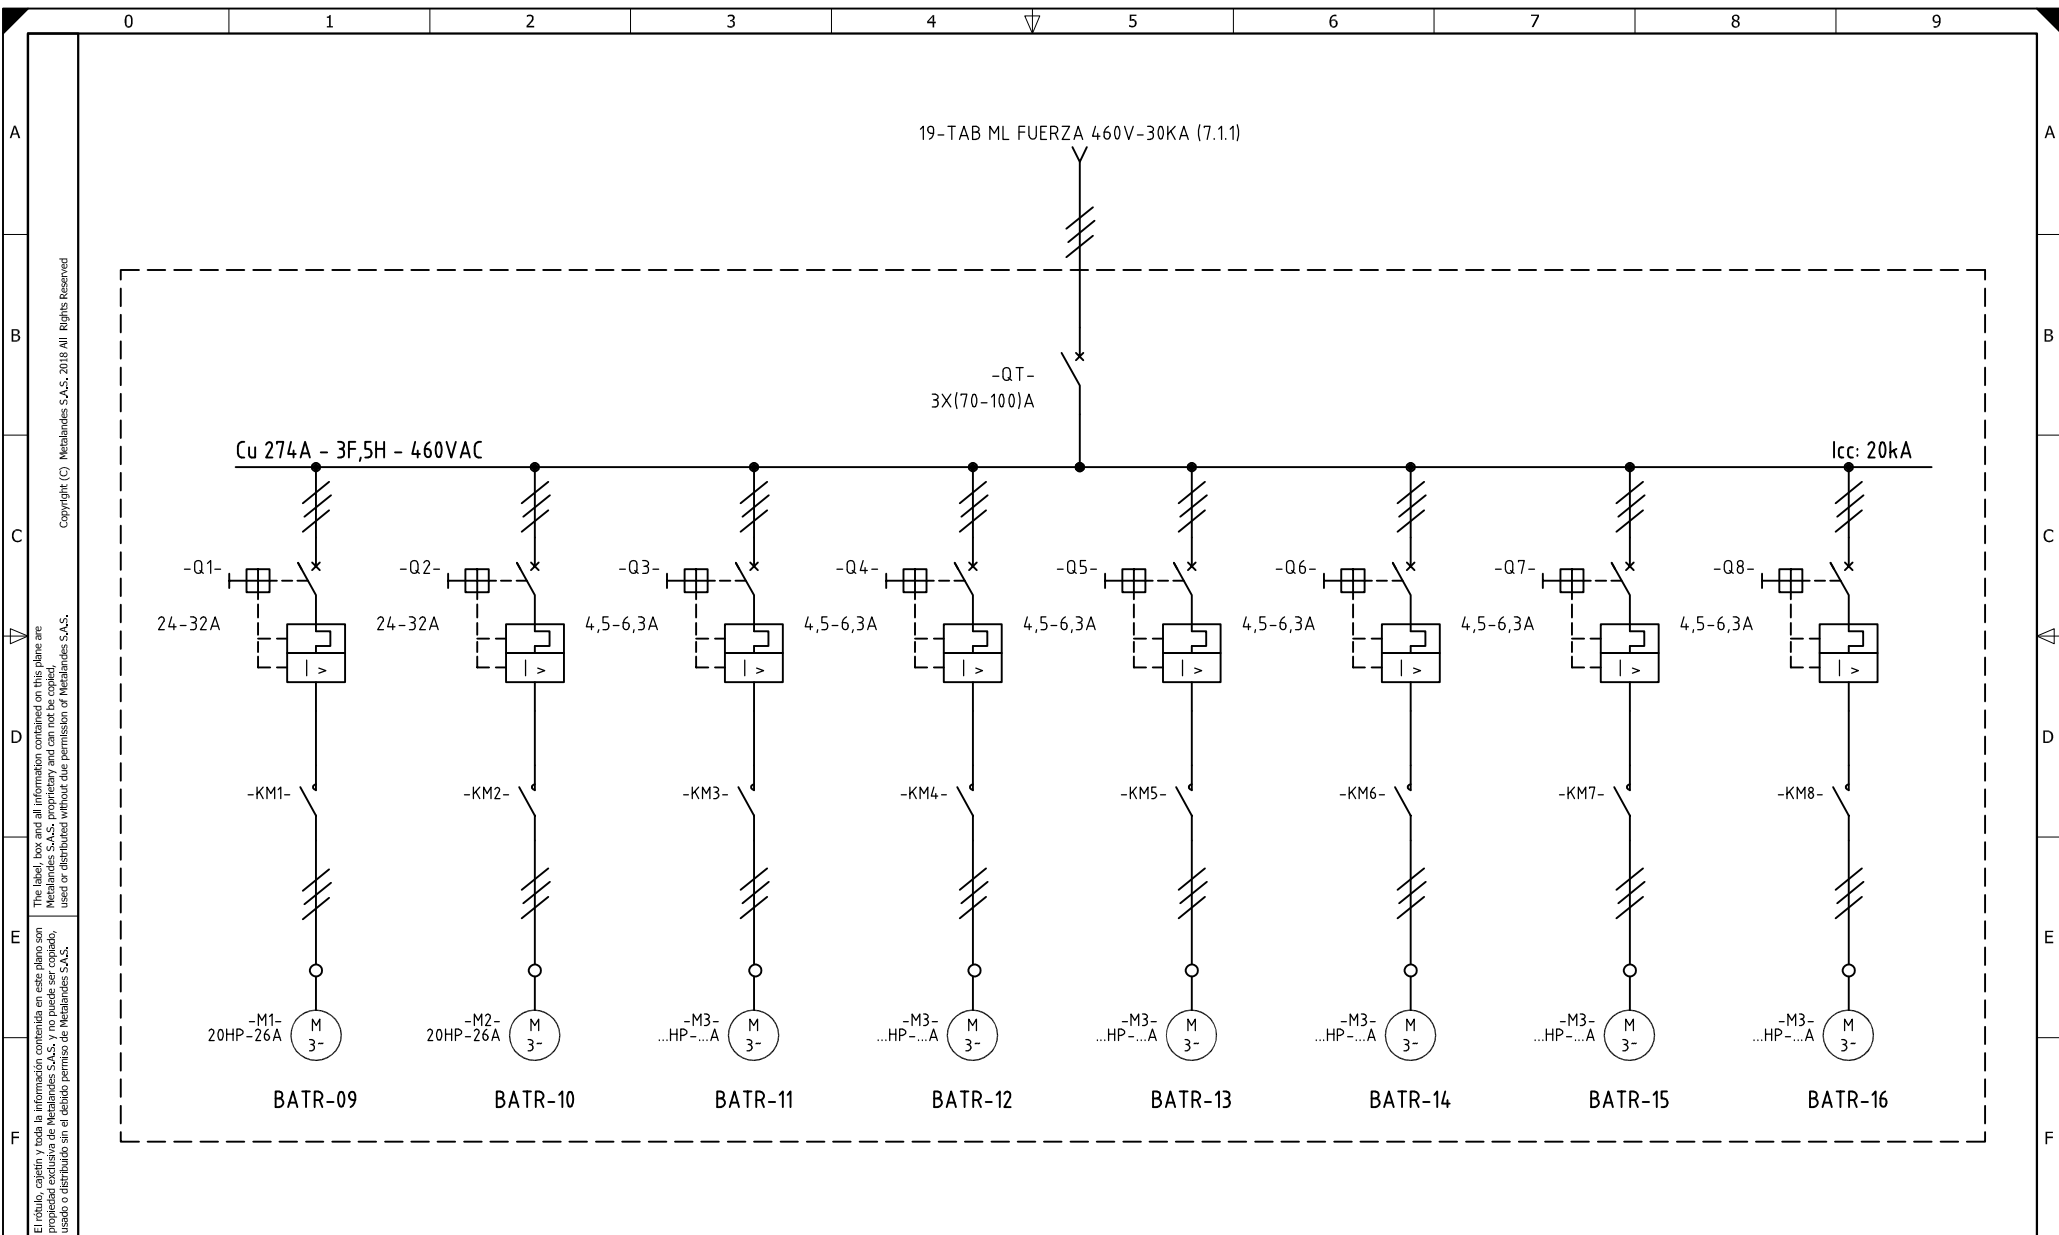 0 1 2 3 4 5 6 7 8 9
A A
19-TAB ML FUERZA 460V-30KA (7.1.1)
B B
-QT-
3X(70-100)A
Cu 274A - 3F,5H - 460VAC Icc: 20kA
C C
-Q1- -Q2- -Q3- -Q4- -Q5- -Q6- -Q7- -Q8-
24-32A 24-32A 4,5-6,3A 4,5-6,3A 4,5-6,3A 4,5-6,3A 4,5-6,3A 4,5-6,3A
| > | > | > | > | > | > | > | >
D D
-KM1- -KM2- -KM3- -KM4- -KM5- -KM6- -KM7- -KM8-
E E
-M1- M -M2- M -M3- M -M3- M -M3- M -M3- M -M3- M -M3- M
20HP-26A 20HP-26A ...HP-...A ...HP-...A ...HP-...A ...HP-...A ...HP-...A ...HP-...A
3~ 3~ 3~ 3~ 3~ 3~ 3~ 3~
BATR-09 BATR-10 BATR-11 BATR-12 BATR-13 BATR-14 BATR-15 BATR-16
F F
The label, box and all information contained on this plane are
Metalandes S.A.S. proprietary and can not be copied,
used or distributed without due permission of Metalandes S.A.S. Copyright (C) Metalandes S.A.S. 2018 All Rights Reserved
El rótulo, cajetín y toda la información contenida en este plano son
propiedad exclusiva de Metalandes S.A.S. y no puede ser copiado,
usado o distribuido sin el debido permiso de Metalandes S.A.S.